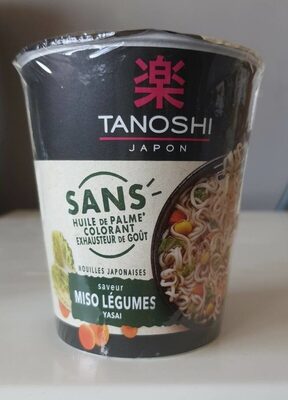 楽
TANOSHI
JAPON
SANS
HUILE DE PALME*
COLORANT
EXHAUSTEUR DE GOÛT
NOUILLES JAPONAISES
saveur
MISO LÉGUMES
YASAI